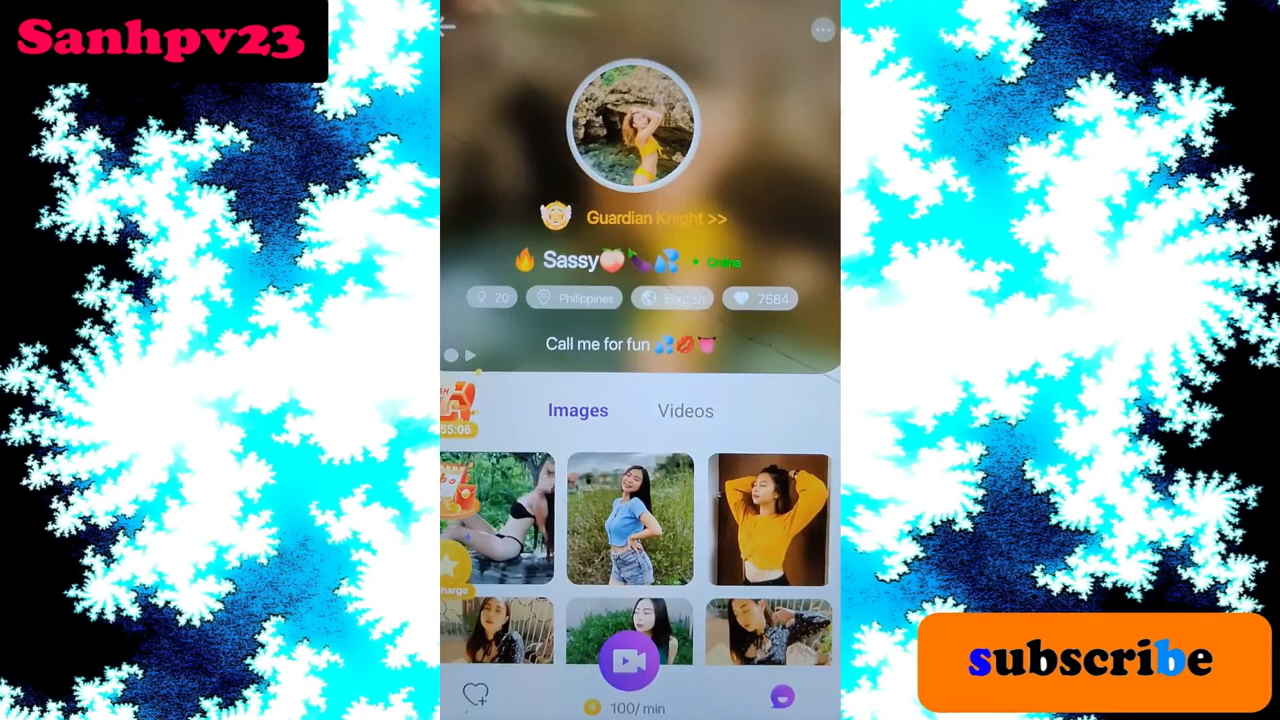 Sanhpv23
Guardian Knight >>
🔥 Sassy🍑🍆💦 • Online
20 Philippines English 7584
Call me for fun 💦💋👅
55:06
Images Videos
harge
100/ min
subscribe